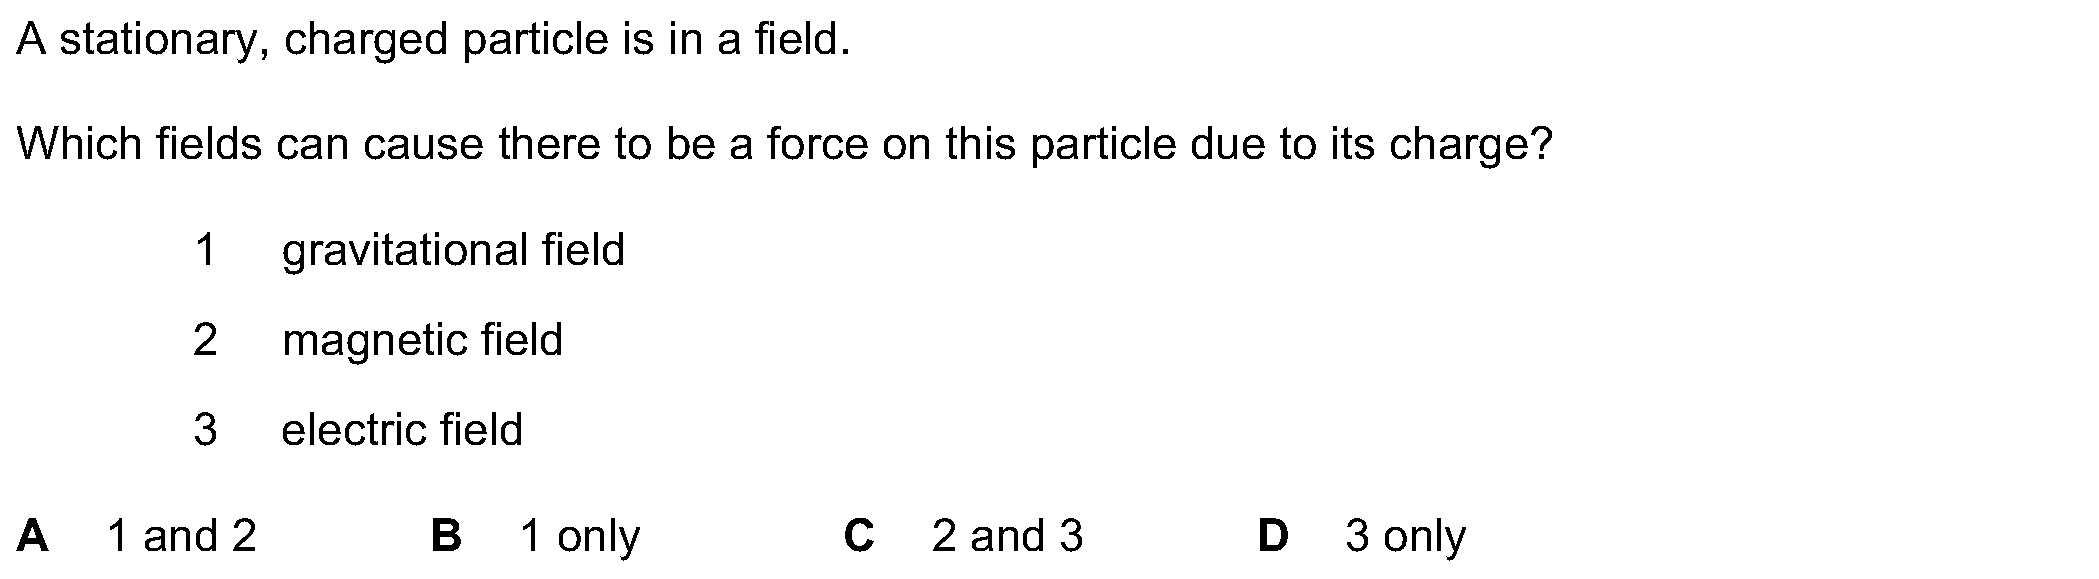 A stationary, charged particle is in a field.
Which fields can cause there to be a force on this particle due to its charge?
1 gravitational field
2 magnetic field
3 electric field
A 1 and 2 B 1 only C 2 and 3 D 3 only